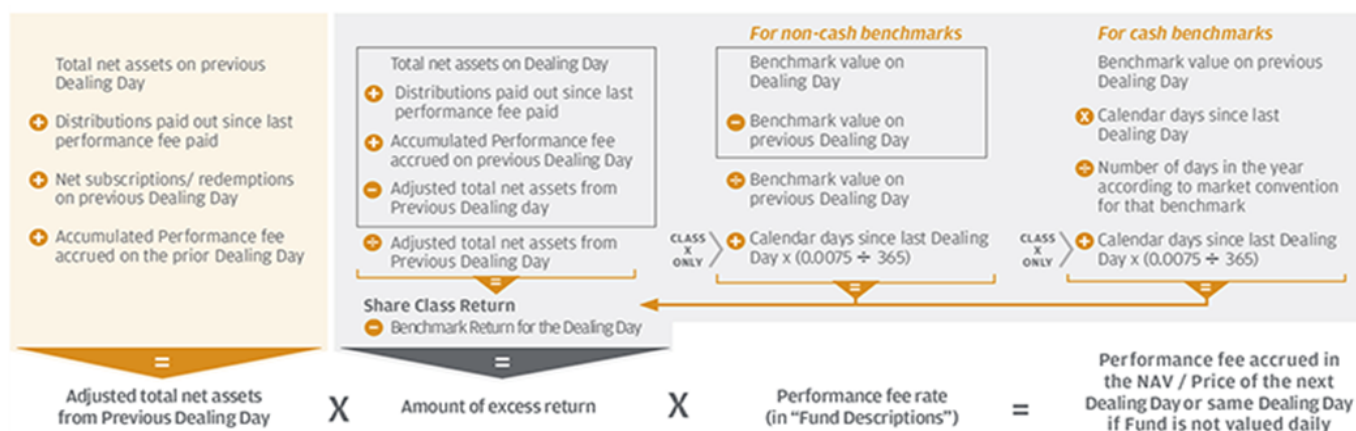 Total net assets on previous
Dealing Day
+ Distributions paid out since last
performance fee paid
+ Net subscriptions/ redemptions
on previous Dealing Day
+ Accumulated Performance fee
accrued on the prior Dealing Day
=
Adjusted total net assets
from Previous Dealing Day
X
Total net assets on Dealing Day
+ Distributions paid out since last
performance fee paid
+ Accumulated Performance fee
accrued on previous Dealing Day
− Adjusted total net assets from
Previous Dealing day
÷ Adjusted total net assets from
Previous Dealing Day
=
Share Class Return
− Benchmark Return for the Dealing Day
=
Amount of excess return
For non-cash benchmarks
Benchmark value on
Dealing Day
− Benchmark value on
previous Dealing Day
÷ Benchmark value on
previous Dealing Day
CLASS
X
ONLY
+ Calendar days since last Dealing
Day x (0.0075 ÷ 365)
=
For cash benchmarks
Benchmark value on previous
Dealing Day
x Calendar days since last
Dealing Day
÷ Number of days in the year
according to market convention
for that benchmark
CLASS
X
ONLY
+ Calendar days since last Dealing
Day x (0.0075 ÷ 365)
=
X
Performance fee rate
(in “Fund Descriptions”)
=
Performance fee accrued in
the NAV / Price of the next
Dealing Day or same Dealing Day
if Fund is not valued daily